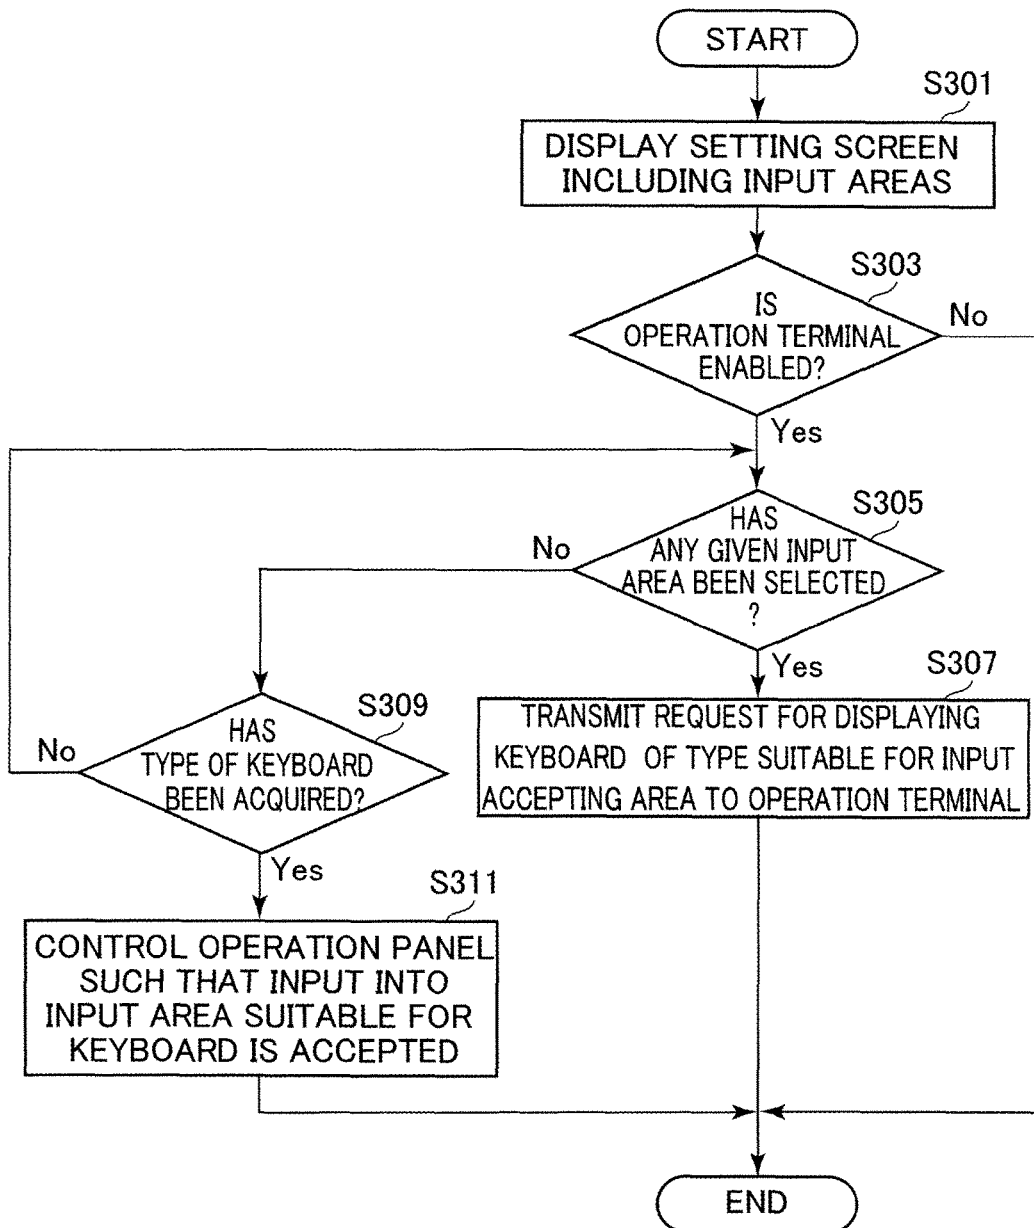 START
S301
DISPLAY SETTING SCREEN
INCLUDING INPUT AREAS
S303
IS
OPERATION TERMINAL
ENABLED?
No
Yes
S305
HAS
ANY GIVEN INPUT
AREA BEEN SELECTED
?
No
Yes
S307
TRANSMIT REQUEST FOR DISPLAYING
KEYBOARD OF TYPE SUITABLE FOR INPUT
ACCEPTING AREA TO OPERATION TERMINAL
S309
HAS
TYPE OF KEYBOARD
BEEN ACQUIRED?
No
Yes
S311
CONTROL OPERATION PANEL
SUCH THAT INPUT INTO
INPUT AREA SUITABLE FOR
KEYBOARD IS ACCEPTED
END